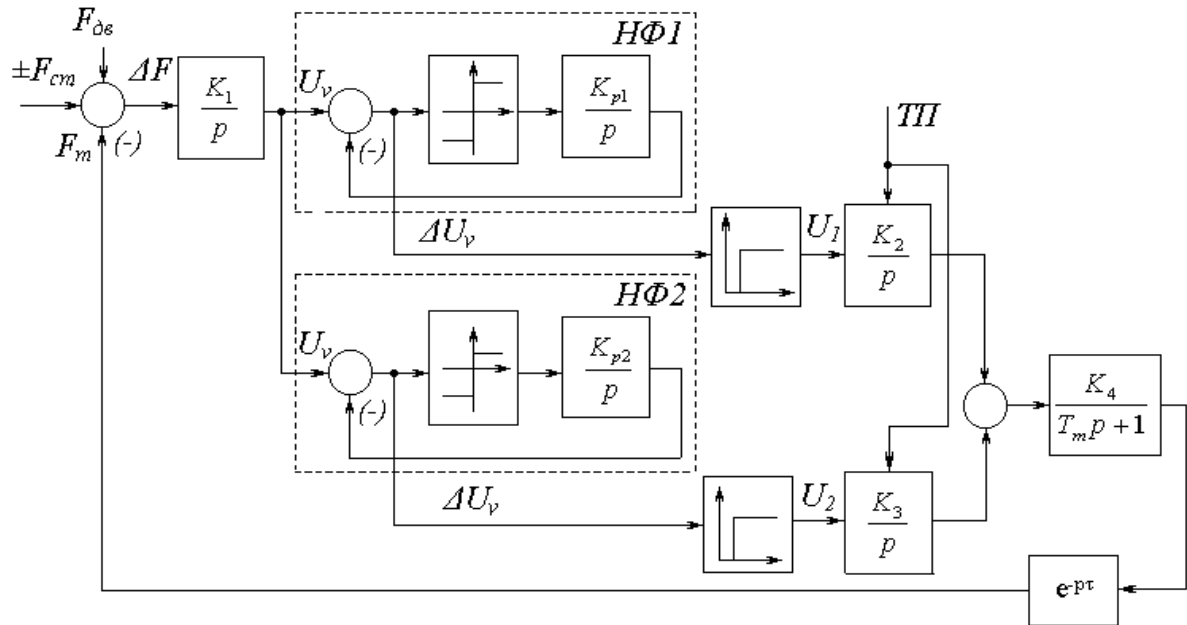 F_дв
±F_ст
ΔF
K_1
p
F_т
(-)
НФ1
U_v
(-)
K_p1
p
ΔU_v
ТП
U_1
K_2
p
НФ2
U_v
(-)
K_p2
p
ΔU_v
U_2
K_3
p
K_4
T_m p + 1
e^-pτ